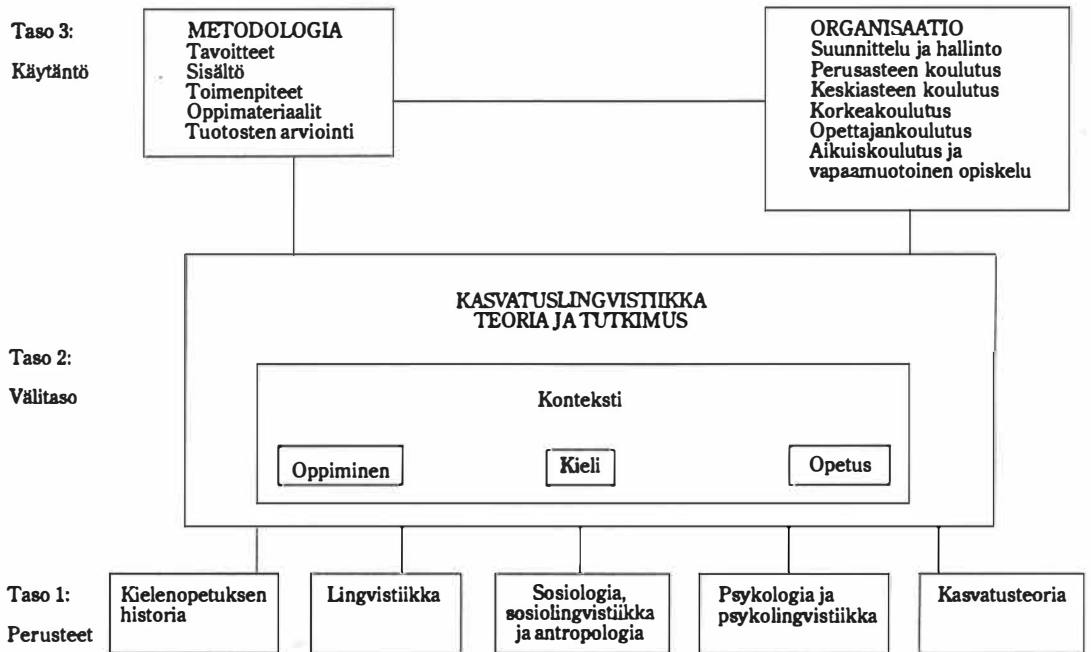 Taso 3:
Käytäntö
METODOLOGIA
Tavoitteet
Sisältö
Toimenpiteet
Oppimateriaalit
Tuotosten arviointi
ORGANISAATIO
Suunnittelu ja hallinto
Perusasteen koulutus
Keskiasteen koulutus
Korkeakoulutus
Opettajankoulutus
Aikuiskoulutus ja
vapaamuotoinen opiskelu
KASVATUSLINGVISTIIKKA
TEORIA JA TUTKIMUS
Taso 2:
Välitaso
Konteksti
Oppiminen
Kieli
Opetus
Taso 1:
Perusteet
Kielenopetuksen
historia
Lingvistiikka
Sosiologia,
sosiolingvistiikka
ja antropologia
Psykologia ja
psykolingvistiikka
Kasvatusteoria